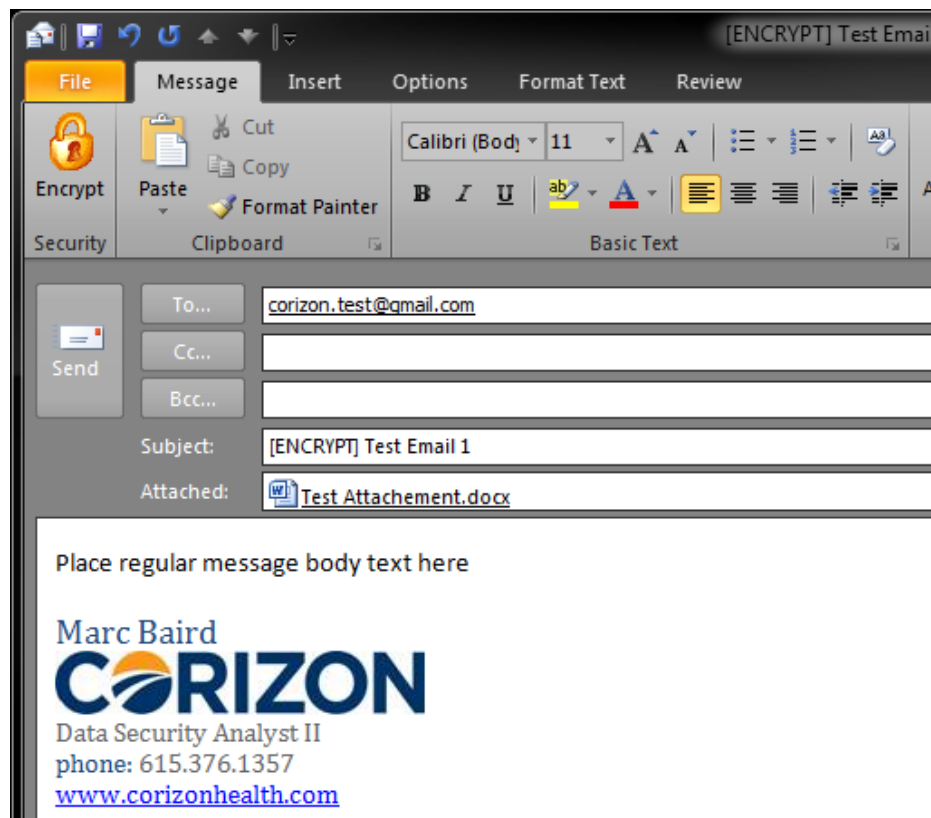 [ENCRYPT] Test Emai
File Message Insert Options Format Text Review
Cut
Calibri (Body 11 A A
Copy
Encrypt Paste
B I U ab A
Format Painter
Security Clipboard Basic Text
To... corizon.test@gmail.com
Cc...
Send
Bcc...
Subject: [ENCRYPT] Test Email 1
Attached: Test Attachement.docx
Place regular message body text here
Marc Baird
CORIZON
Data Security Analyst II
phone: 615.376.1357
www.corizonhealth.com